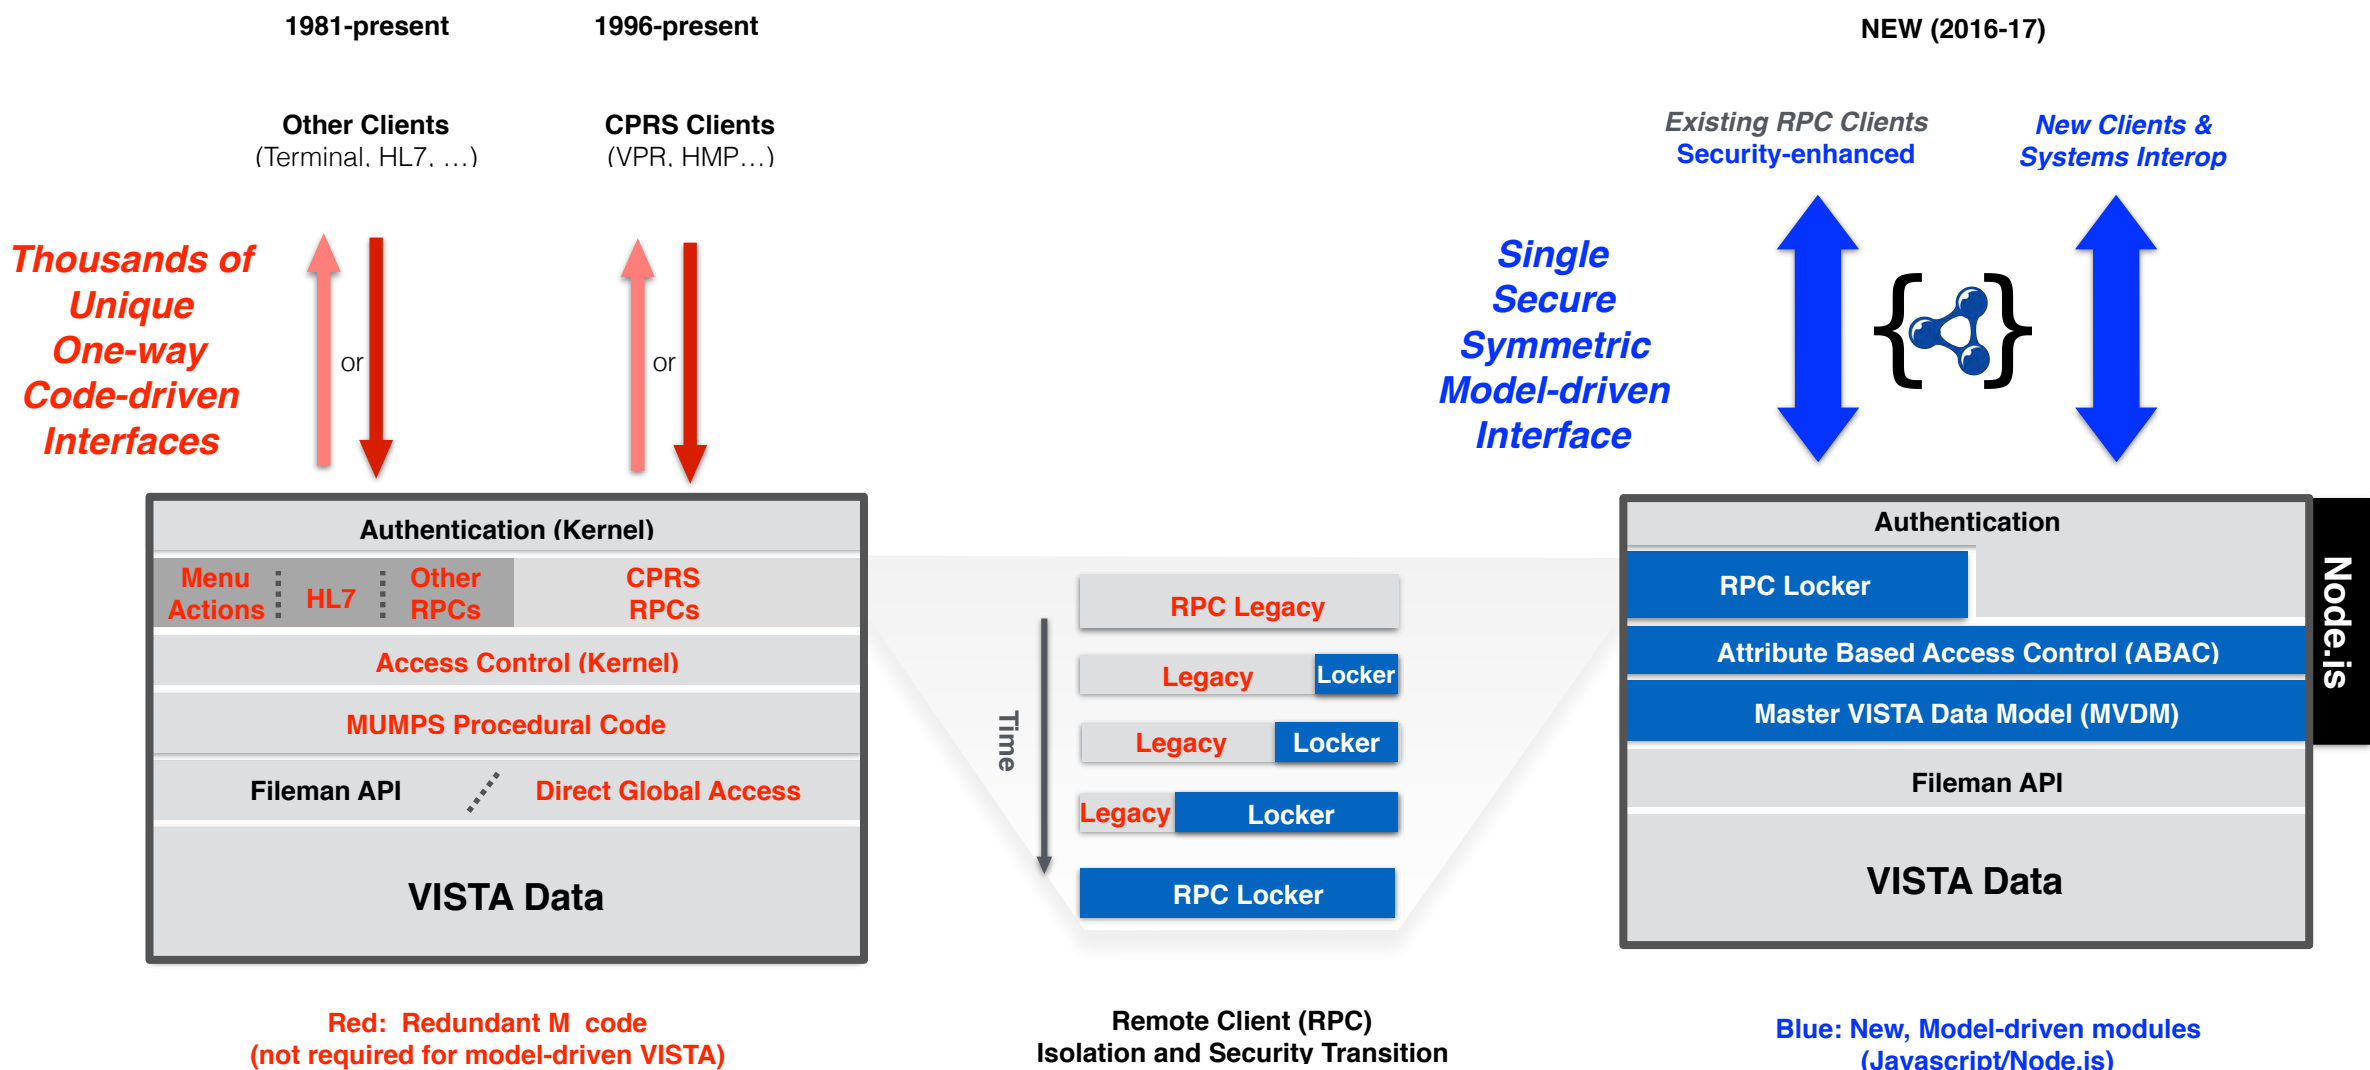 1981-present
1996-present
NEW (2016-17)
Other Clients
(Terminal, HL7, …)
CPRS Clients
(VPR, HMP…)
Existing RPC Clients
Security-enhanced
New Clients &
Systems Interop
Thousands of
Unique
One-way
Code-driven
Interfaces
or
or
Single
Secure
Symmetric
Model-driven
Interface
{ }
Authentication (Kernel)
Menu
Actions
HL7
Other
RPCs
CPRS
RPCs
Access Control (Kernel)
MUMPS Procedural Code
Fileman API
Direct Global Access
VISTA Data
Time
RPC Legacy
Legacy
Locker
Legacy
Locker
Legacy
Locker
RPC Locker
Authentication
RPC Locker
Attribute Based Access Control (ABAC)
Master VISTA Data Model (MVDM)
Fileman API
VISTA Data
Node.js
Red: Redundant M code
(not required for model-driven VISTA)
Remote Client (RPC)
Isolation and Security Transition
Blue: New, Model-driven modules
(Javascript/Node.js)